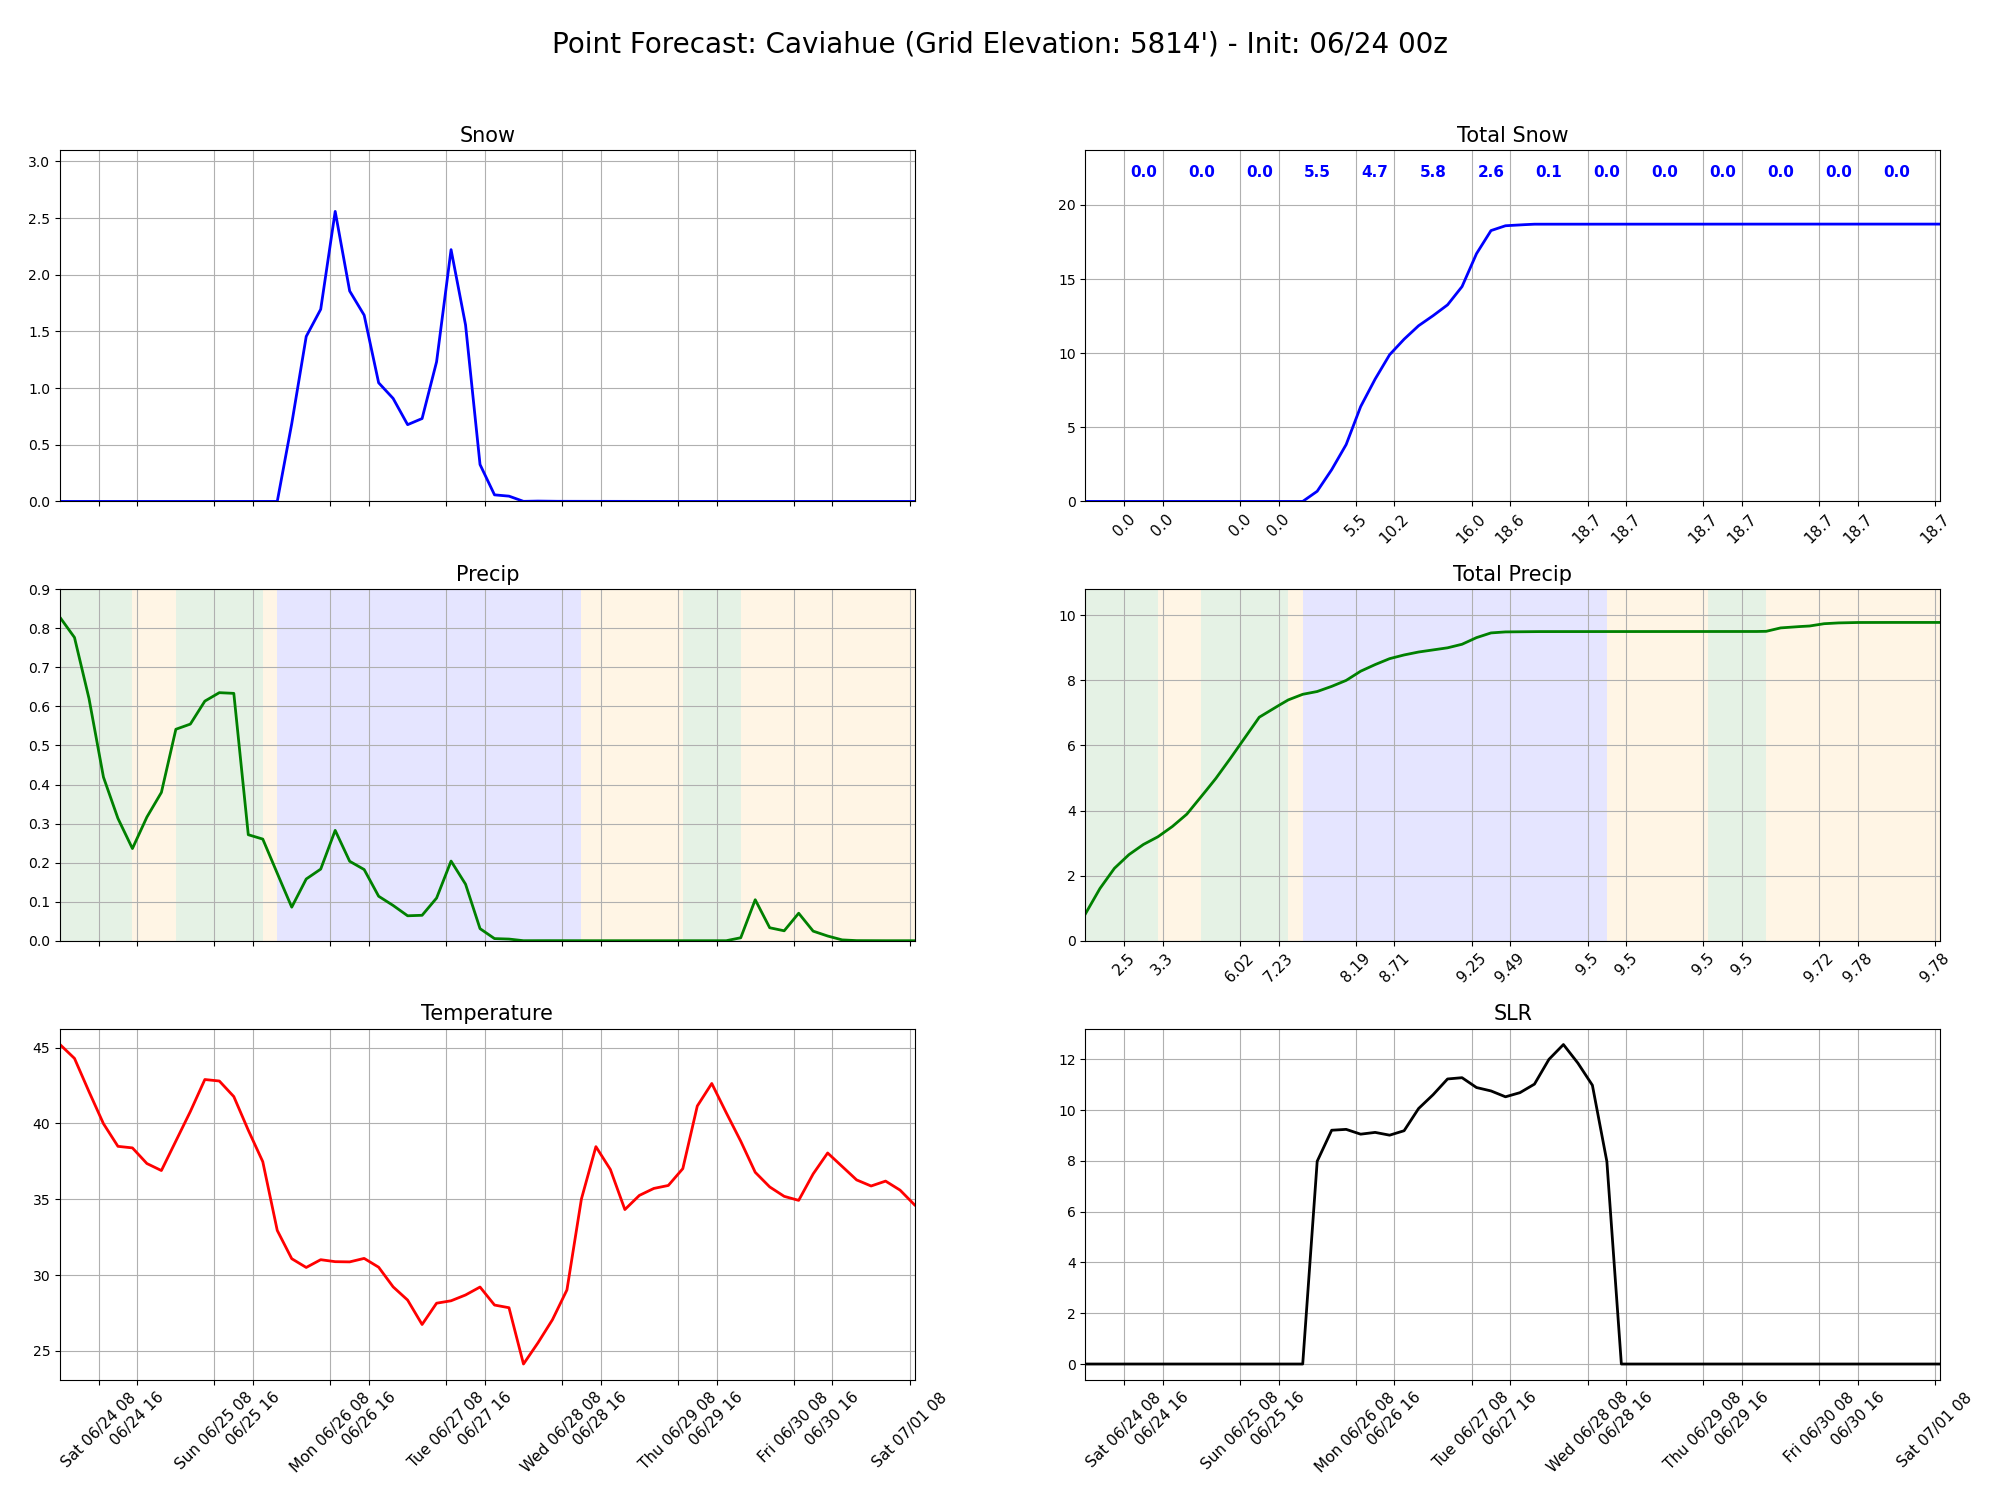 Point Forecast: Caviahue (Grid Elevation: 5814') - Init: 06/24 00z
Snow
3.0
2.5
2.0
1.5
1.0
0.5
0.0
Total Snow
0.0 0.0 0.0 5.5 4.7 5.8 2.6 0.1 0.0 0.0 0.0 0.0 0.0 0.0
20
15
10
5
0
0.0 0.0 0.0 0.0 5.5 10.2 16.0 18.6 18.7 18.7 18.7 18.7 18.7 18.7 18.7
Precip
0.9
0.8
0.7
0.6
0.5
0.4
0.3
0.2
0.1
0.0
Total Precip
10
8
6
4
2
0
2.5 3.3 6.02 7.23 8.19 8.71 9.25 9.49 9.5 9.5 9.5 9.5 9.72 9.78 9.78
Temperature
45
40
35
30
25
Sat 06/24 08
06/24 16
Sun 06/25 08
06/25 16
Mon 06/26 08
06/26 16
Tue 06/27 08
06/27 16
Wed 06/28 08
06/28 16
Thu 06/29 08
06/29 16
Fri 06/30 08
06/30 16
Sat 07/01 08
SLR
12
10
8
6
4
2
0
Sat 06/24 08
06/24 16
Sun 06/25 08
06/25 16
Mon 06/26 08
06/26 16
Tue 06/27 08
06/27 16
Wed 06/28 08
06/28 16
Thu 06/29 08
06/29 16
Fri 06/30 08
06/30 16
Sat 07/01 08